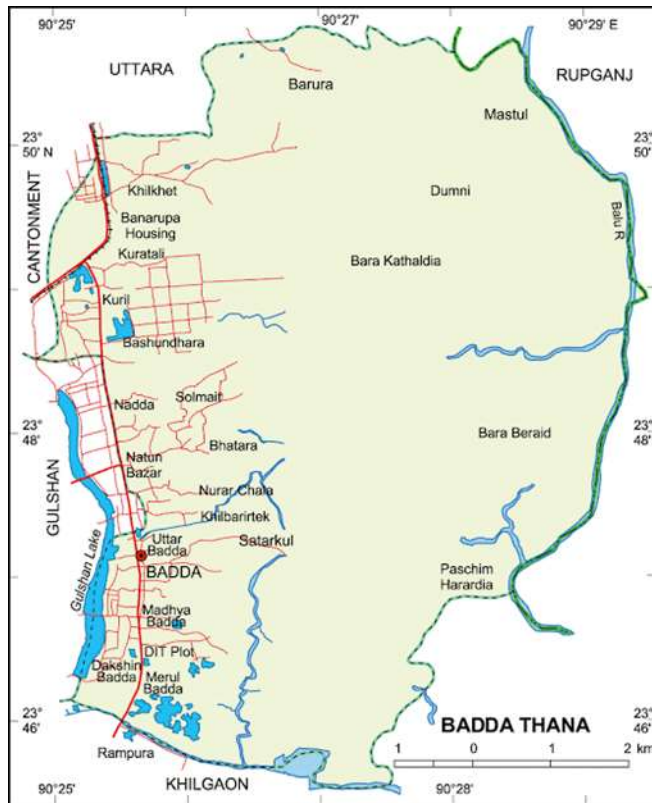 90°25'
90°27'
90°29' E
UTTARA
RUPGANJ
Barura
Mastul
23°
50' N
23°
50'
CANTONMENT
Khilkhet
Dumni
Banarupa
Housing
Balu R
Kuratali
Bara Kathaldia
Kuril
Bashundhara
Nadda
Solmait
23°
48'
23°
48'
Bhatara
Bara Beraid
GULSHAN
Natun
Bazar
Nurar Chala
Khilbarirtek
Uttar
Badda
Satarkul
BADDA
Paschim
Harardia
Gulshan Lake
Madhya
Badda
DIT Plot
Dakshin
Badda
Merul
Badda
23°
46'
23°
46'
BADDA THANA
Rampura
1 0 1 2 km
KHILGAON
90°25'
90°28'